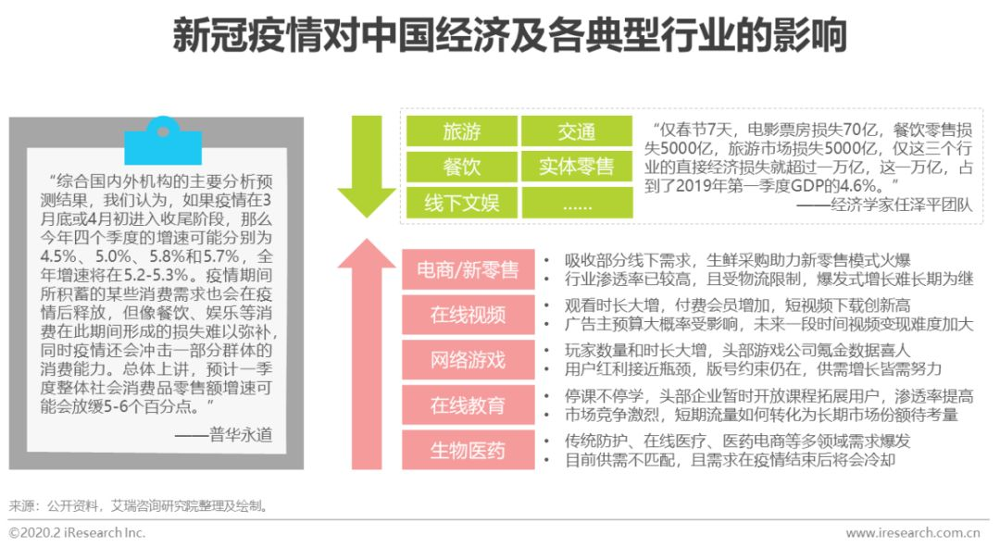 新冠疫情对中国经济及各典型行业的影响
“综合国内外机构的主要分析预
测结果，我们认为，如果疫情在3
月底或4月初进入收尾阶段，那么
今年四个季度的增速可能分别为
4.5%、5.0%、5.8%和5.7%，全
年增速将在5.2-5.3%。疫情期间
所积蓄的某些消费需求也会在疫
情后释放，但像餐饮、娱乐等消
费在此期间形成的损失难以弥补，
同时疫情还会冲击一部分群体的
消费能力。总体上讲，预计一季
度整体社会消费品零售额增速可
能会放缓5-6个百分点。”
——普华永道
旅游
交通
餐饮
实体零售
线下文娱
……
“仅春节7天，电影票房损失70亿，餐饮零售损
失5000亿，旅游市场损失5000亿，仅这三个行
业的直接经济损失就超过一万亿，这一万亿，占
到了2019年第一季度GDP的4.6%。”
——经济学家任泽平团队
电商/新零售
• 吸收部分线下需求，生鲜采购助力新零售模式火爆
• 行业渗透率已较高，且受物流限制，爆发式增长难长期为继
在线视频
• 观看时长大增，付费会员增加，短视频下载创新高
• 广告主预算大概率受影响，未来一段时间视频变现难度加大
网络游戏
• 玩家数量和时长大增，头部游戏公司氪金数据喜人
• 用户红利接近瓶颈，版号约束仍在，供需增长皆需努力
在线教育
• 停课不停学，头部企业暂时开放课程拓展用户，渗透率提高
• 市场竞争激烈，短期流量如何转化为长期市场份额待考量
生物医药
• 传统防护、在线医疗、医药电商等多领域需求爆发
• 目前供需不匹配，且需求在疫情结束后将会冷却
来源：公开资料，艾瑞咨询研究院整理及绘制。
©2020.2 iResearch Inc.
www.iresearch.com.cn